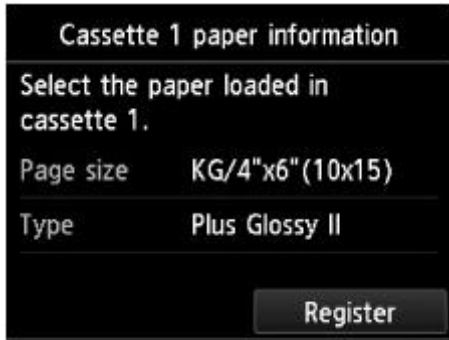 Cassette 1 paper information
Select the paper loaded in
cassette 1.
Page size KG/4"x6"(10x15)
Type Plus Glossy II
Register